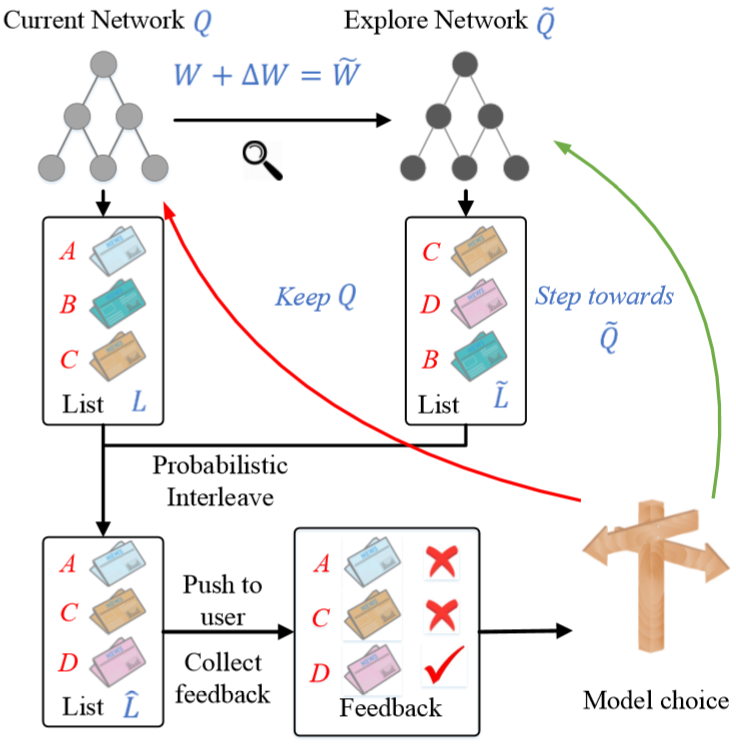 Current Network Q
Explore Network Q̃
W + ΔW = W̃
A
B
C
List L
C
D
B
List L̃
Keep Q
Step towards
Q̃
Probabilistic
Interleave
A
C
D
List L̂
Push to
user
Collect
feedback
A
C
D
Feedback
Model choice